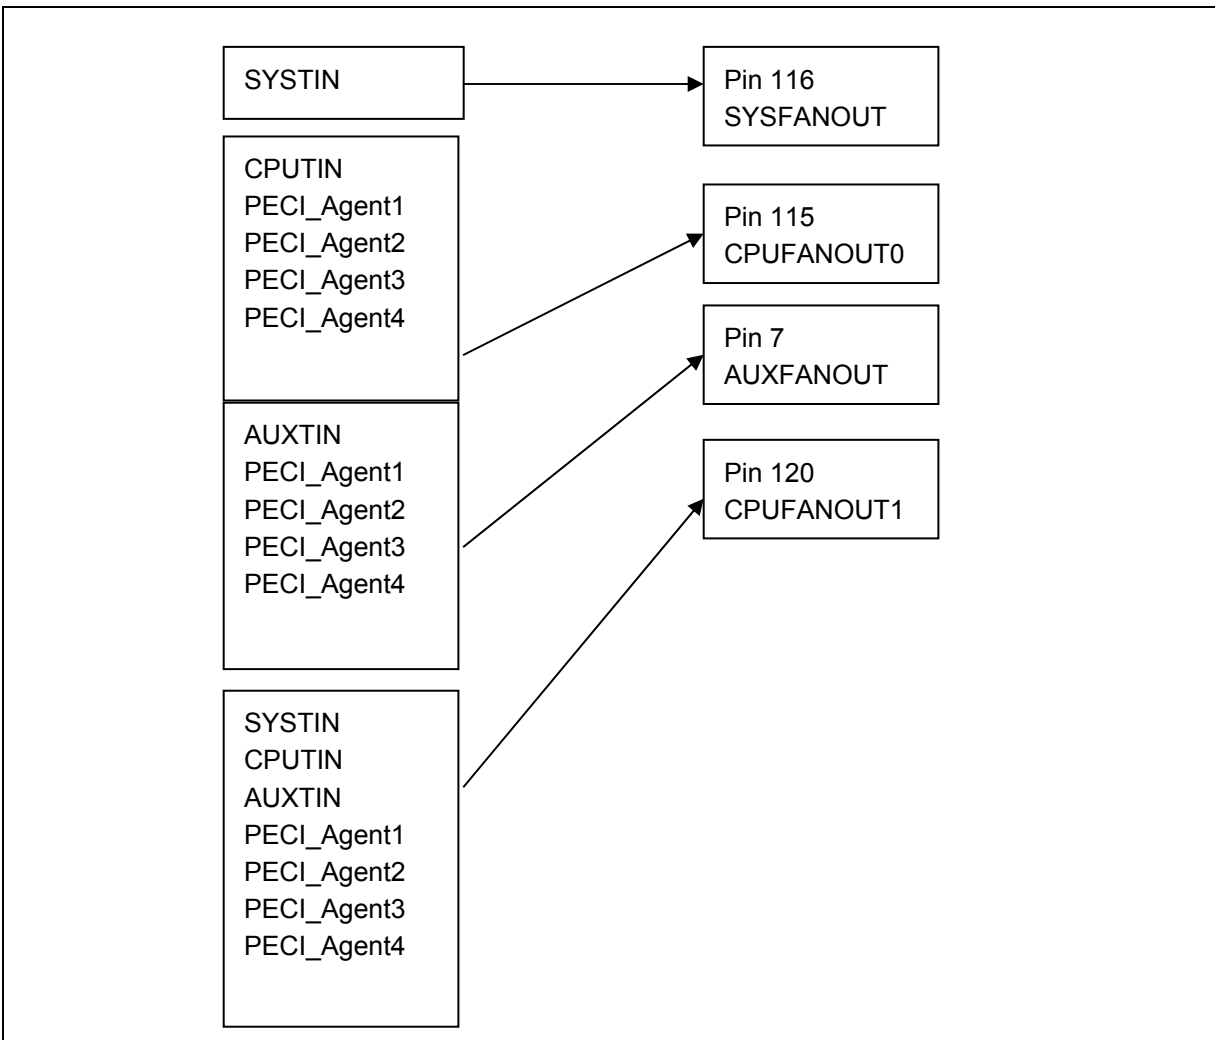 SYSTIN
Pin 116
SYSFANOUT
CPUTIN
PECI_Agent1
PECI_Agent2
PECI_Agent3
PECI_Agent4
Pin 115
CPUFANOUT0
Pin 7
AUXFANOUT
AUXTIN
PECI_Agent1
PECI_Agent2
PECI_Agent3
PECI_Agent4
Pin 120
CPUFANOUT1
SYSTIN
CPUTIN
AUXTIN
PECI_Agent1
PECI_Agent2
PECI_Agent3
PECI_Agent4